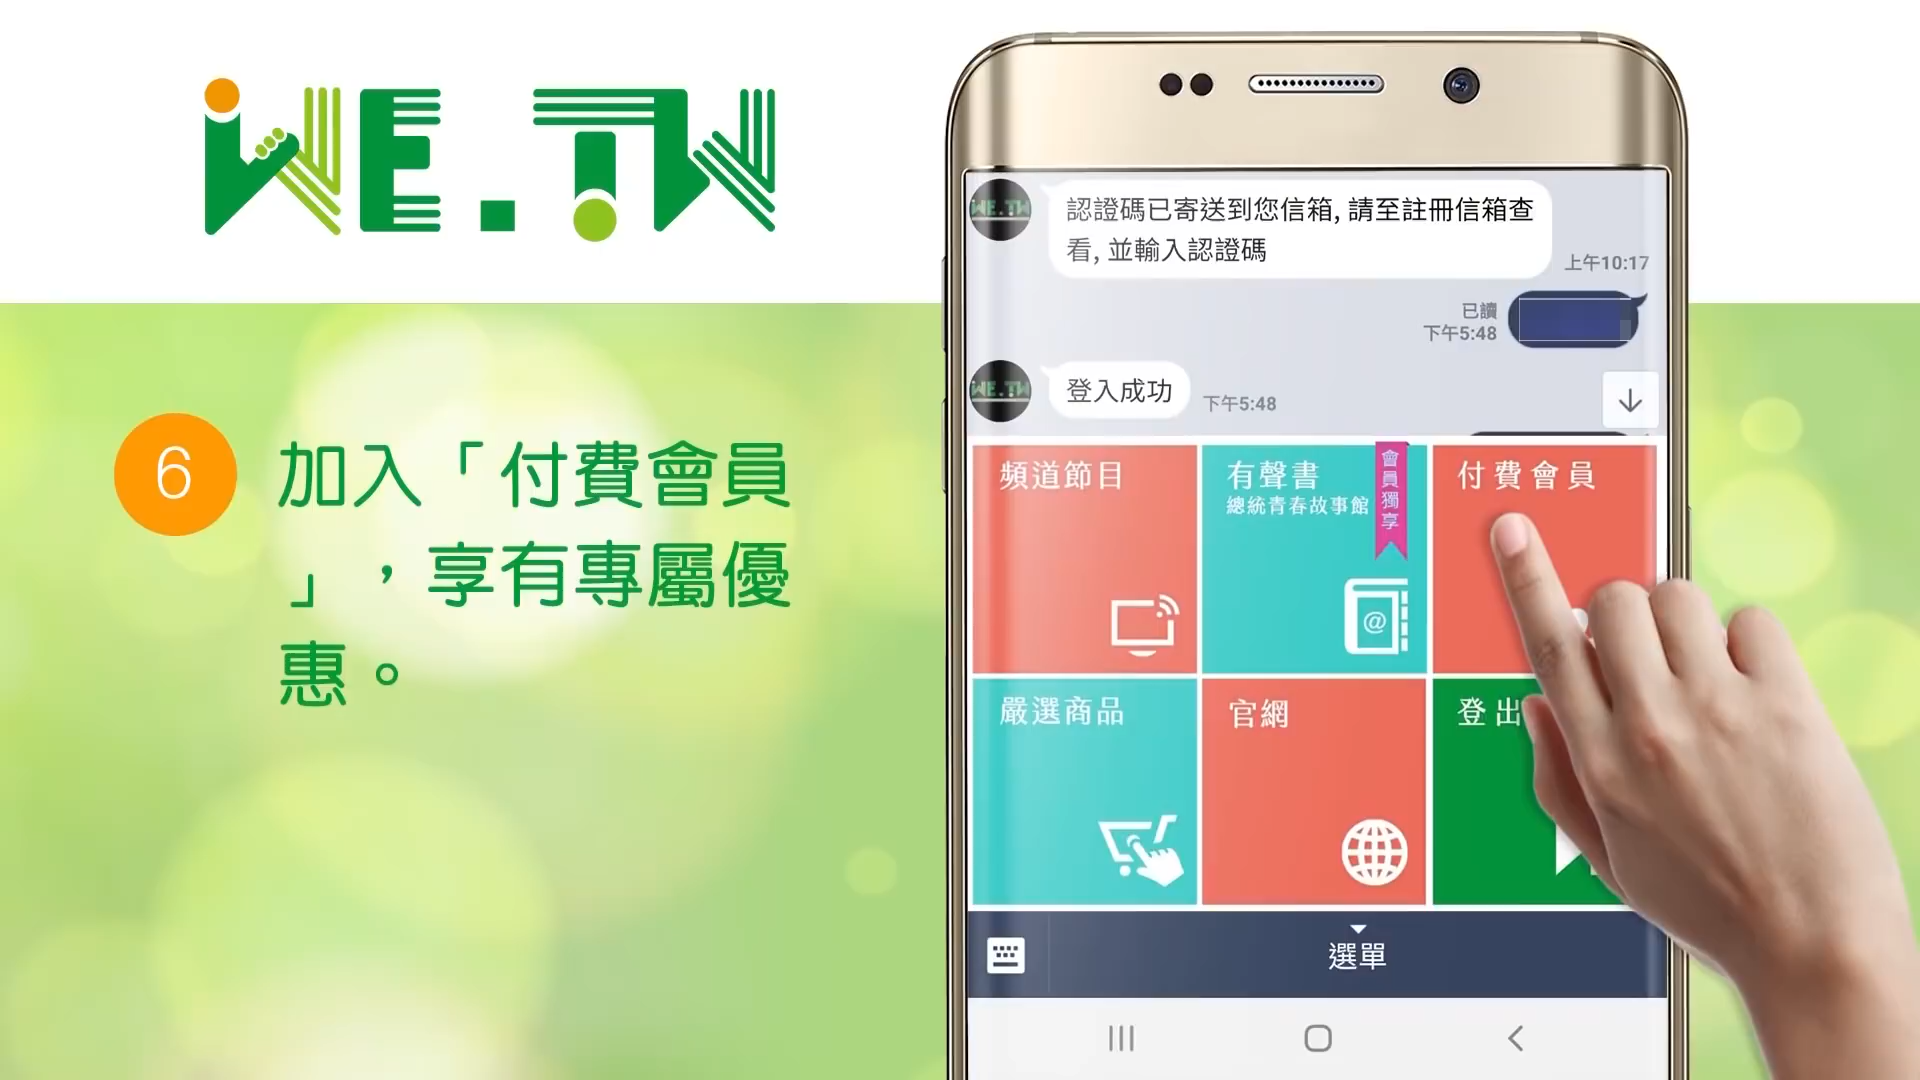 WE.TW
6
加入「付費會員
」，享有專屬優
惠。
認證碼已寄送到您信箱, 請至註冊信箱查
看, 並輸入認證碼
上午10:17
已讀
下午5:48
登入成功
下午5:48
頻道節目
有聲書
總統青春故事館
會員獨享
付費會員
嚴選商品
官網
登出
選單